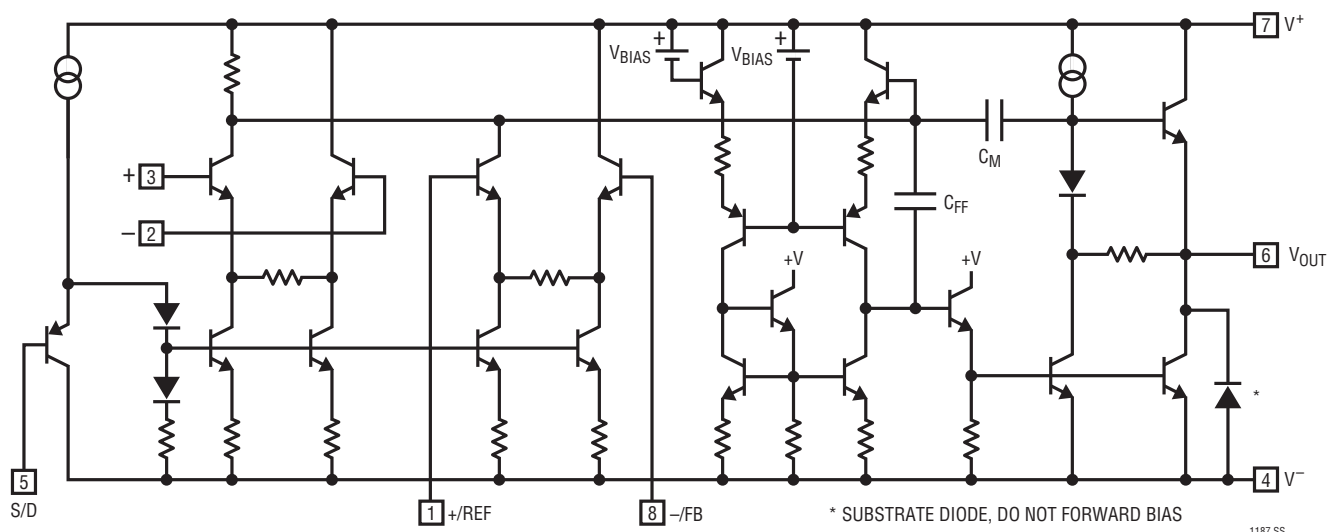 7 V+
+
+
VBIAS
VBIAS
+ 3
CM
CFF
− 2
+V
+V
6 VOUT
*
5
S/D
4 V−
1 +/REF
8 −/FB
* SUBSTRATE DIODE, DO NOT FORWARD BIAS
1187 SS